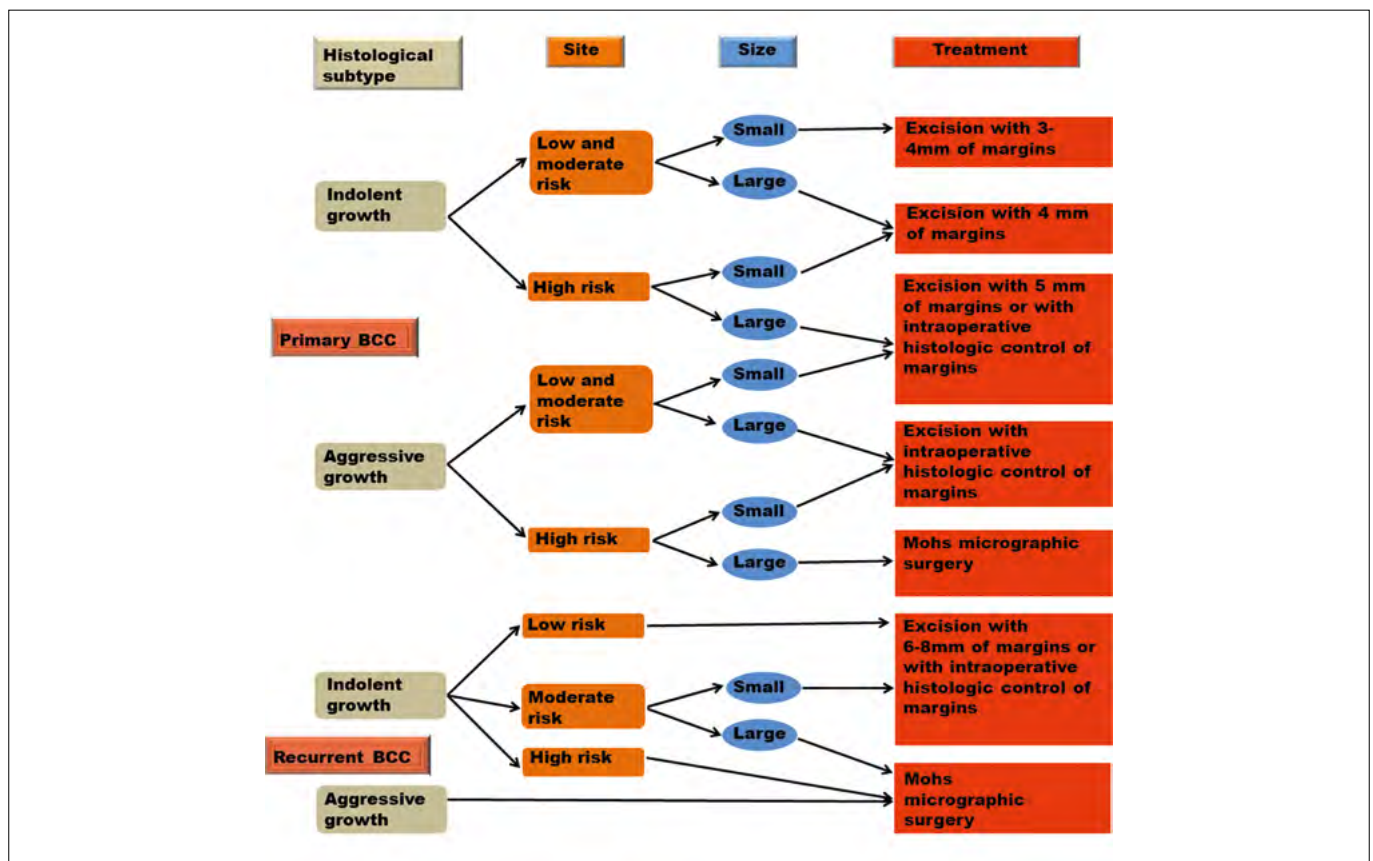 Histological
subtype
Site
Size
Treatment
Small
Excision with 3-
4mm of margins
Low and
moderate
risk
Large
Indolent
growth
Excision with 4 mm
of margins
Small
High risk
Excision with 5 mm
of margins or with
intraoperative
histologic control of
margins
Large
Primary BCC
Small
Low and
moderate
risk
Large
Excision with
intraoperative
histologic control of
margins
Aggressive
growth
Small
High risk
Large
Mohs micrographic
surgery
Low risk
Excision with
6-8mm of margins or
with intraoperative
histologic control of
margins
Indolent
growth
Small
Moderate
risk
Large
High risk
Recurrent BCC
Mohs
micrographic
surgery
Aggressive
growth